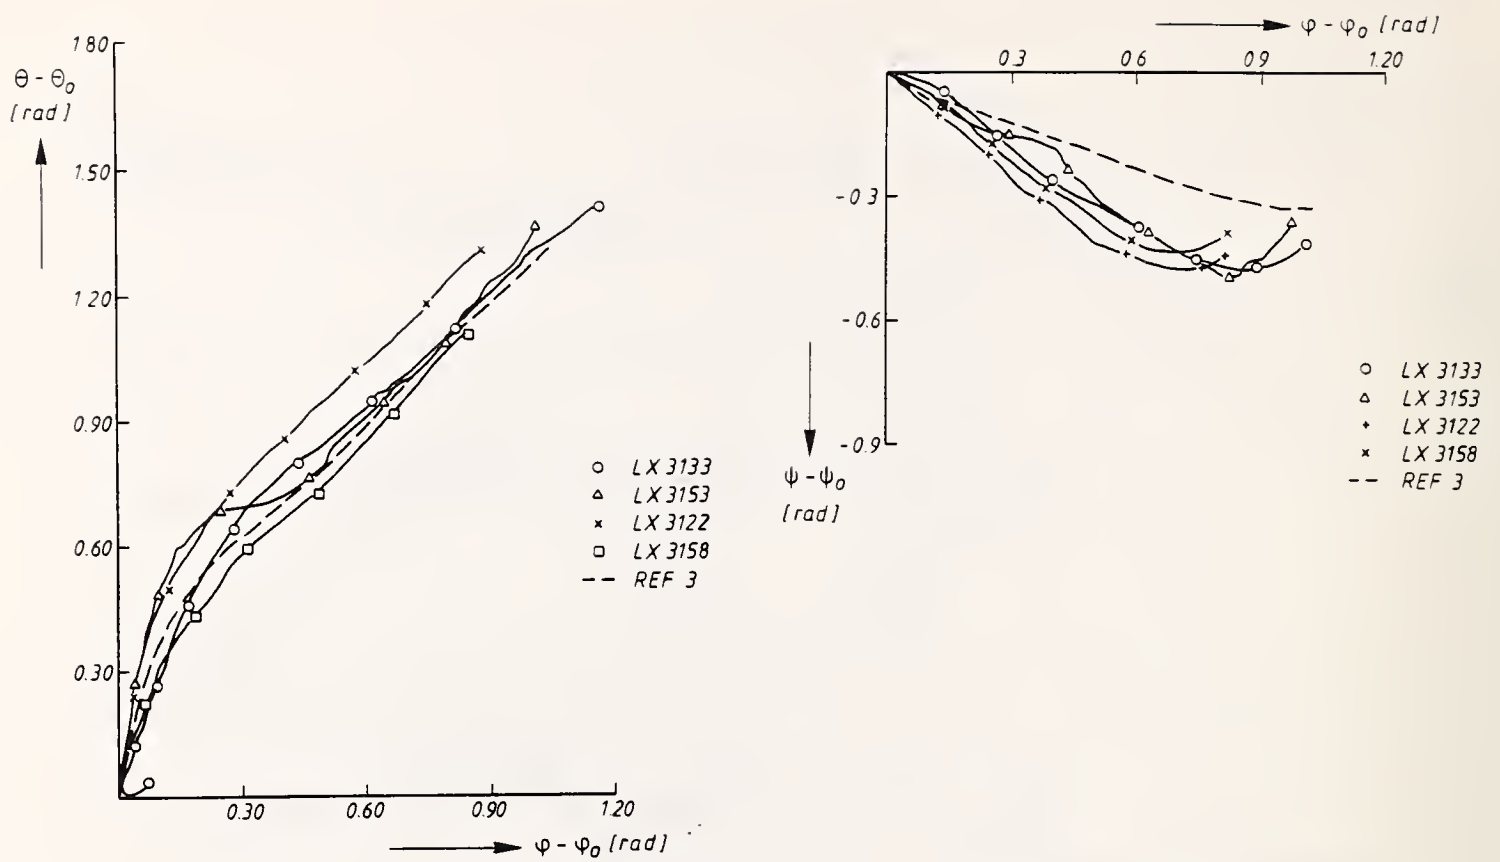 1.80
θ - θ₀
[rad]
1.50
1.20
0.90
0.60
0.30
0.30 0.60 0.90 1.20
φ - φ₀ [rad]
○ LX 3133
△ LX 3153
× LX 3122
□ LX 3158
-- REF 3
φ - φ₀ [rad]
0.3 0.6 0.9 1.20
-0.3
-0.6
-0.9
ψ - ψ₀
[rad]
○ LX 3133
△ LX 3153
+ LX 3122
× LX 3158
-- REF 3